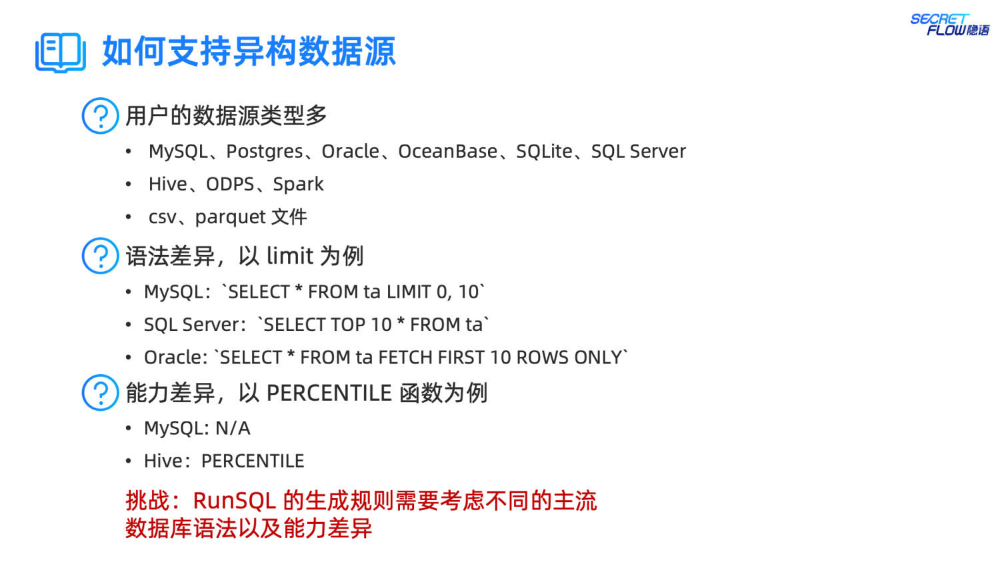 SECRET
FLOW隐语
如何支持异构数据源
用户的数据源类型多
• MySQL、Postgres、Oracle、OceanBase、SQLite、SQL Server
• Hive、ODPS、Spark
• csv、parquet 文件
语法差异，以 limit 为例
• MySQL：`SELECT * FROM ta LIMIT 0, 10`
• SQL Server：`SELECT TOP 10 * FROM ta`
• Oracle: `SELECT * FROM ta FETCH FIRST 10 ROWS ONLY`
能力差异，以 PERCENTILE 函数为例
• MySQL: N/A
• Hive：PERCENTILE
挑战：RunSQL 的生成规则需要考虑不同的主流
数据库语法以及能力差异